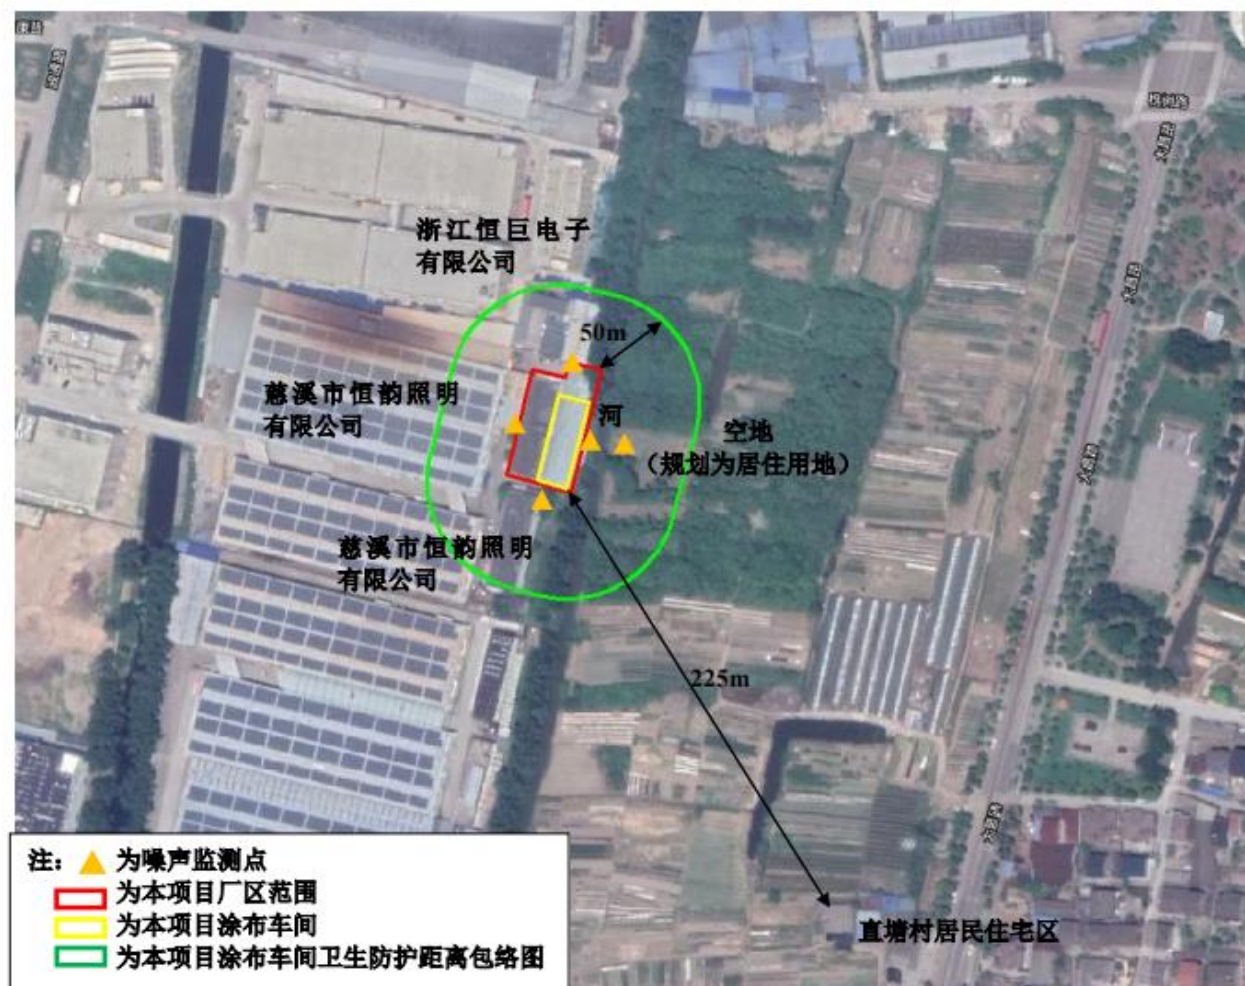 浙江恒巨电子
有限公司
50m
慈溪市恒韵照明
有限公司
河
空地
（规划为居住用地）
慈溪市恒韵照明
有限公司
225m
直塘村居民住宅区
注： 为噪声监测点
为本项目厂区范围
为本项目涂布车间
为本项目涂布车间卫生防护距离包络图